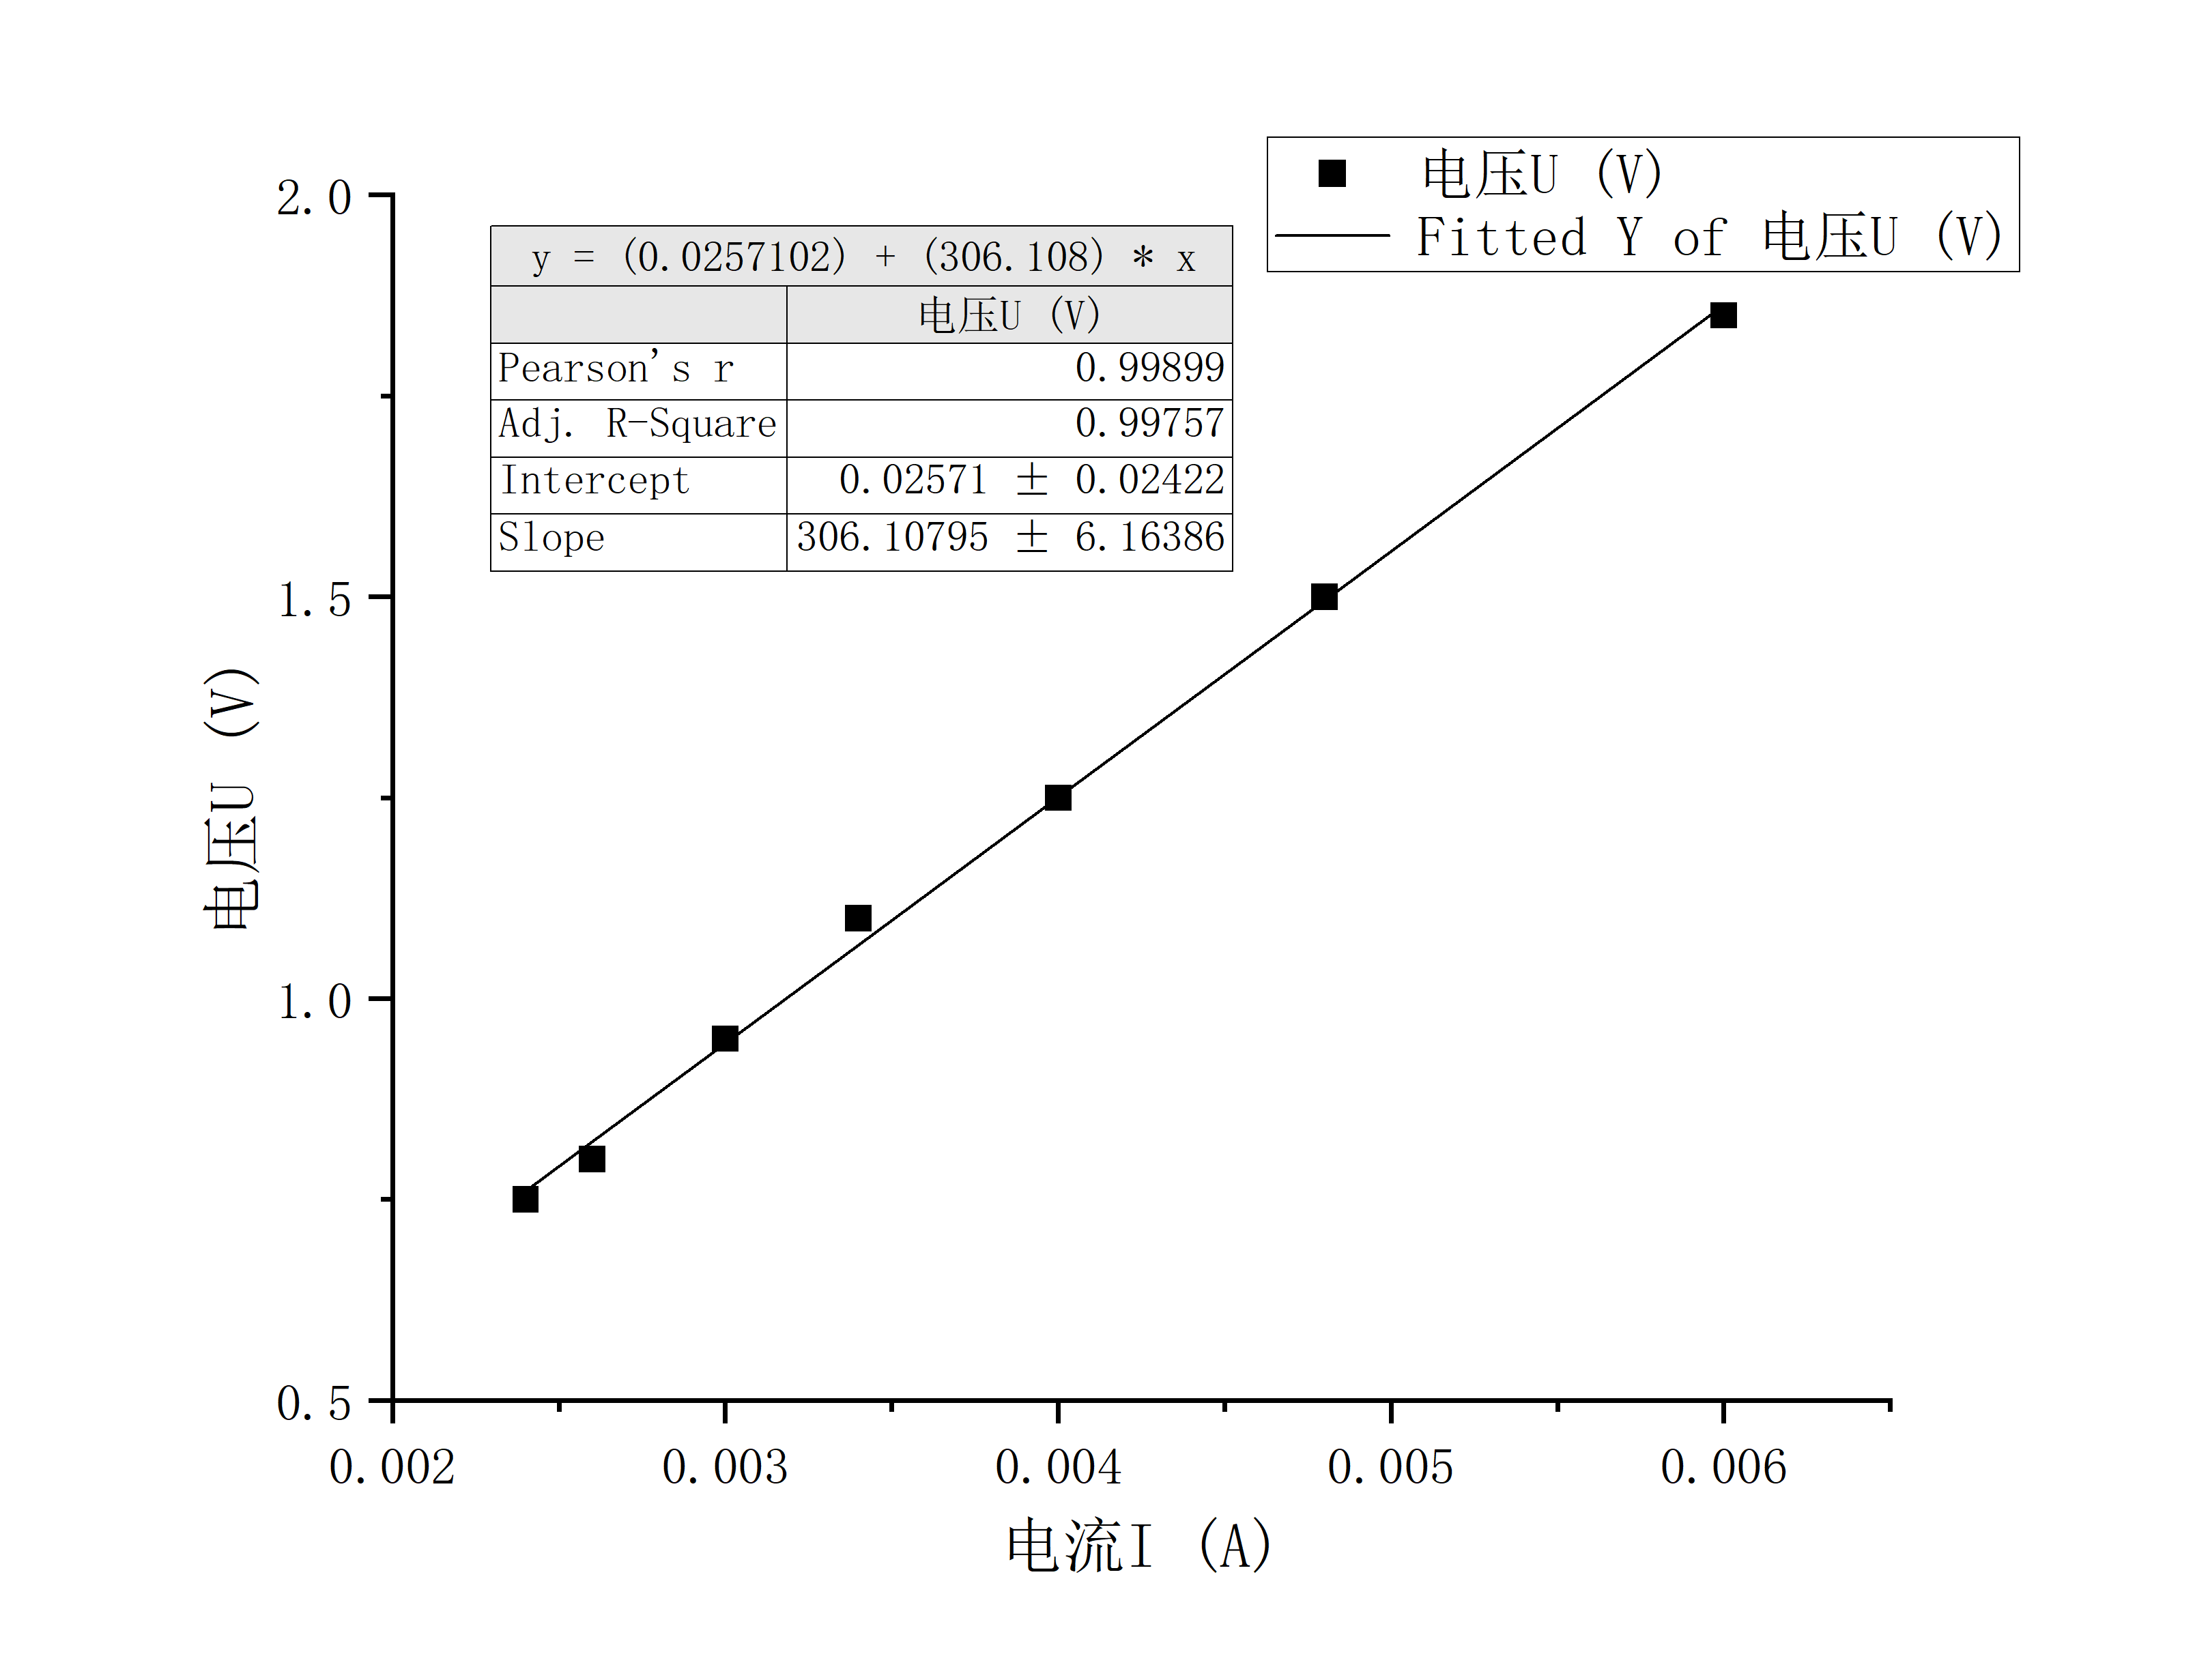 电压U (V)
Fitted Y of 电压U (V)
y = (0.0257102) + (306.108) * x
电压U (V)
Pearson's r 0.99899
Adj. R-Square 0.99757
Intercept 0.02571 ± 0.02422
Slope 306.10795 ± 6.16386
2.0
1.5
1.0
0.5
电压U (V)
0.002 0.003 0.004 0.005 0.006
电流I (A)